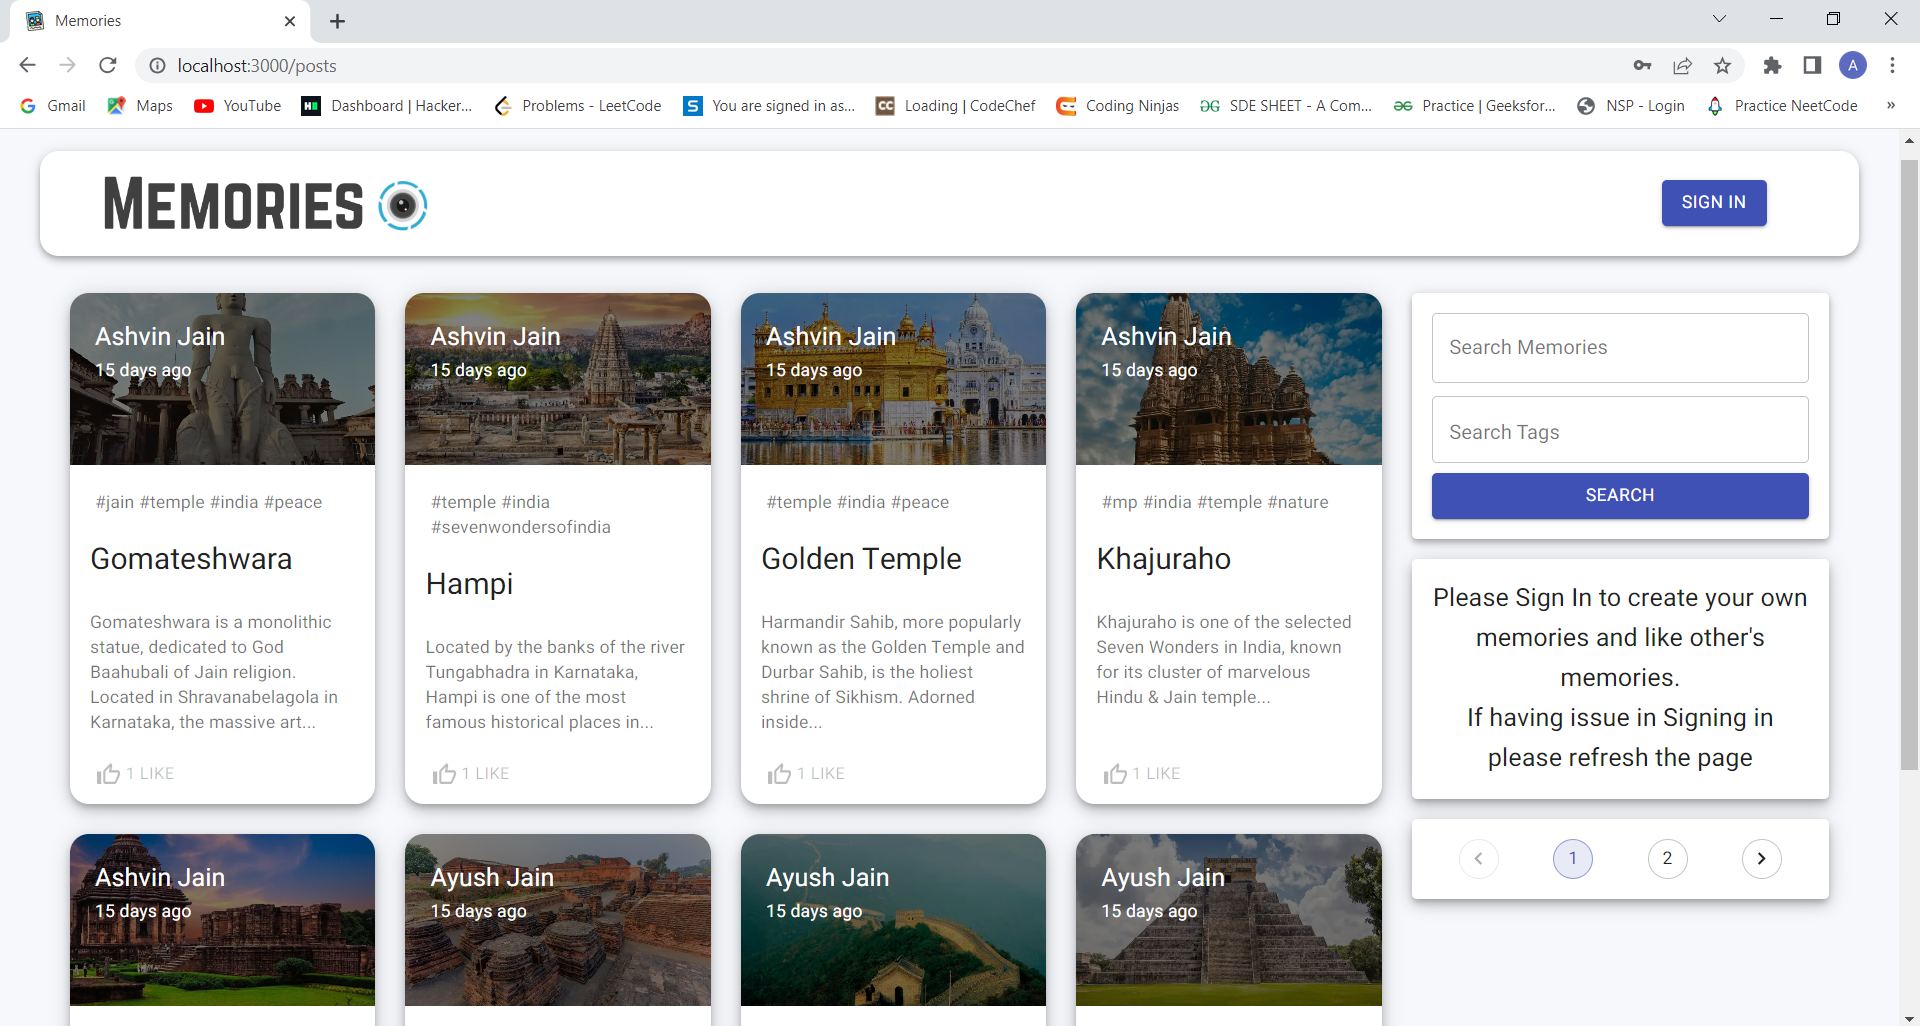 Memories
localhost:3000/posts
A
Gmail
Maps
YouTube
Dashboard | Hacker...
Problems - LeetCode
S
You are signed in as...
CC
Loading | CodeChef
Coding Ninjas
SDE SHEET - A Com...
Practice | Geeksfor...
NSP - Login
Practice NeetCode
»
MEMORIES
SIGN IN
Ashvin Jain
15 days ago
#jain #temple #india #peace
Gomateshwara
Gomateshwara is a monolithic
statue, dedicated to God
Baahubali of Jain religion.
Located in Shravanabelagola in
Karnataka, the massive art...
1 LIKE
Ashvin Jain
15 days ago
#temple #india
#sevenwondersofindia
Hampi
Located by the banks of the river
Tungabhadra in Karnataka,
Hampi is one of the most
famous historical places in...
1 LIKE
Ashvin Jain
15 days ago
#temple #india #peace
Golden Temple
Harmandir Sahib, more popularly
known as the Golden Temple and
Durbar Sahib, is the holiest
shrine of Sikhism. Adorned
inside...
1 LIKE
Ashvin Jain
15 days ago
#mp #india #temple #nature
Khajuraho
Khajuraho is one of the selected
Seven Wonders in India, known
for its cluster of marvelous
Hindu & Jain temple...
1 LIKE
Search Memories
Search Tags
SEARCH
Please Sign In to create your own
memories and like other's
memories.
If having issue in Signing in
please refresh the page
1
2
Ashvin Jain
15 days ago
Ayush Jain
15 days ago
Ayush Jain
15 days ago
Ayush Jain
15 days ago